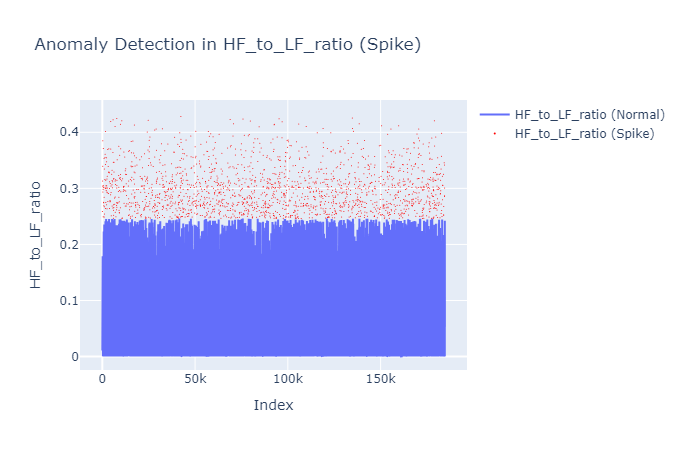 Anomaly Detection in HF_to_LF_ratio (Spike)
HF_to_LF_ratio (Normal)
HF_to_LF_ratio (Spike)
0.4
0.3
0.2
0.1
0
HF_to_LF_ratio
0 50k 100k 150k
Index